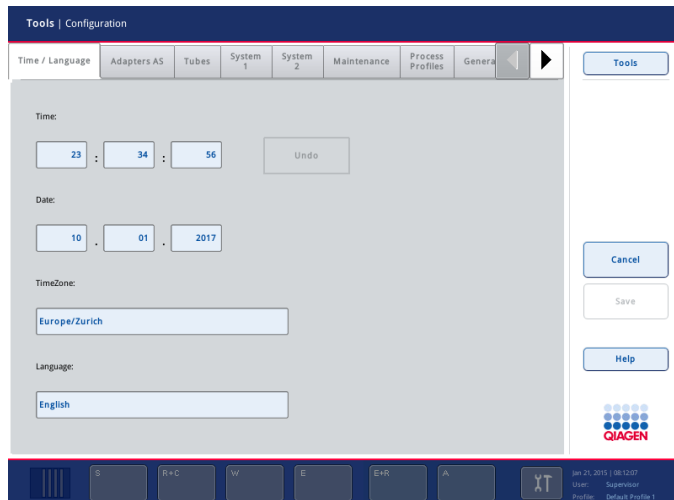 Tools | Configuration
Time / Language
Adapters AS
Tubes
System
1
System
2
Maintenance
Process
Profiles
Genera
Tools
Time:
23 : 34 : 56
Undo
Date:
10 . 01 . 2017
Cancel
TimeZone:
Save
Europe/Zurich
Help
Language:
English
QIAGEN
S
R+C
W
E
E+R
A
Jan 21, 2015 | 08:12:07
User: Supervisor
Profile: Default Profile 1